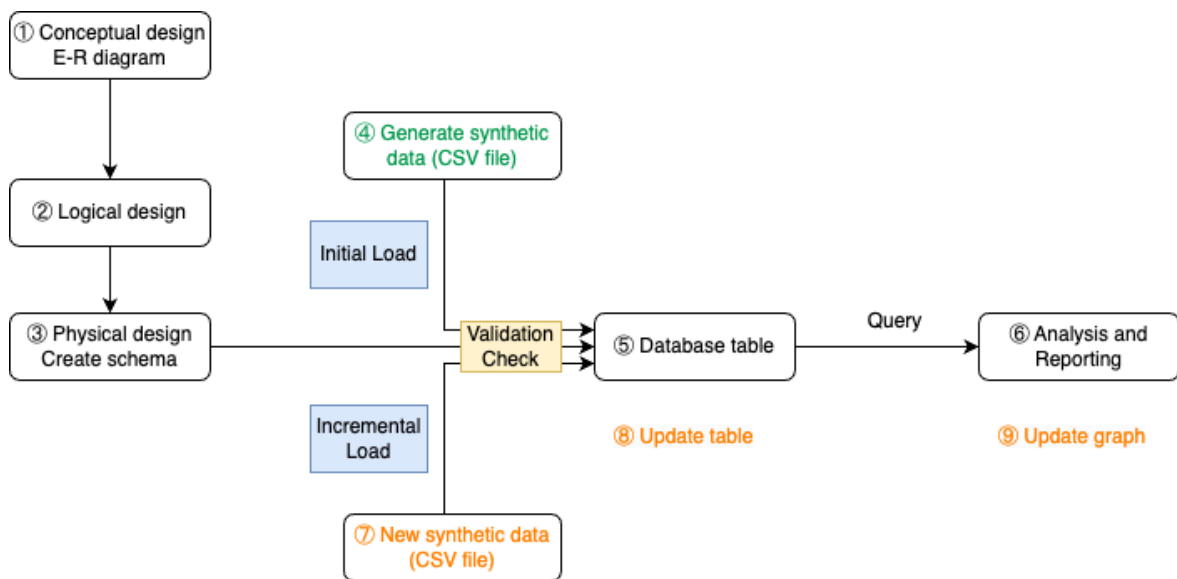 ① Conceptual design
E-R diagram
② Logical design
③ Physical design
Create schema
④ Generate synthetic
data (CSV file)
Initial Load
Validation
Check
Incremental
Load
⑤ Database table
Query
⑥ Analysis and
Reporting
⑦ New synthetic data
(CSV file)
⑧ Update table
⑨ Update graph